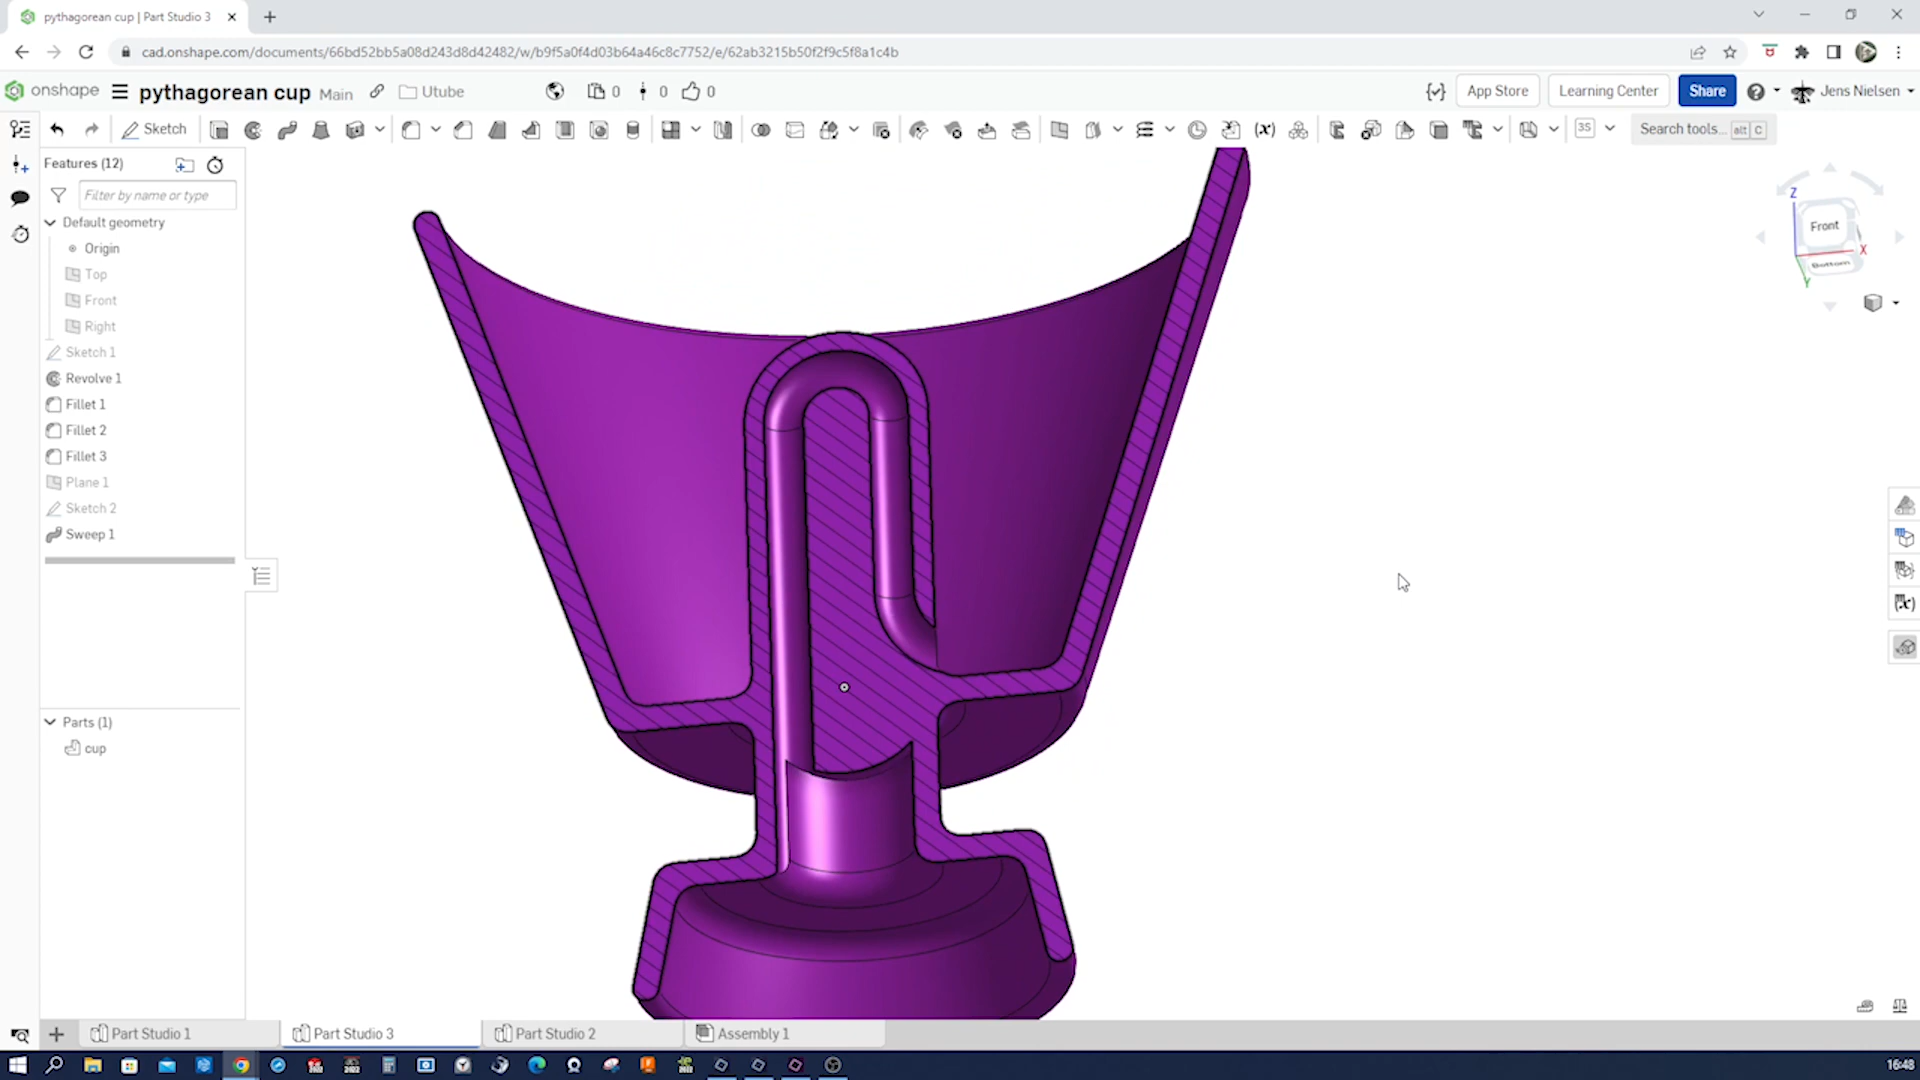 pythagorean cup | Part Studio 3
cad.onshape.com/documents/66bd52bb5a08d243d8d42482/w/b9f5a0f4d03b64a46c8c7752/e/62ab3215b50f2f9c5f8a1c4b
onshape pythagorean cup Main Utube 0 0 0 App Store Learning Center Share Jens Nielsen
Sketch (x) 3S Search tools... alt C
Features (12)
Filter by name or type
Default geometry
Origin
Top
Front
Right
Sketch 1
Revolve 1
Fillet 1
Fillet 2
Fillet 3
Plane 1
Sketch 2
Sweep 1
Z
Front
X
Bottom
Y
(x)
Parts (1)
cup
Part Studio 1 Part Studio 3 Part Studio 2 Assembly 1
16:48